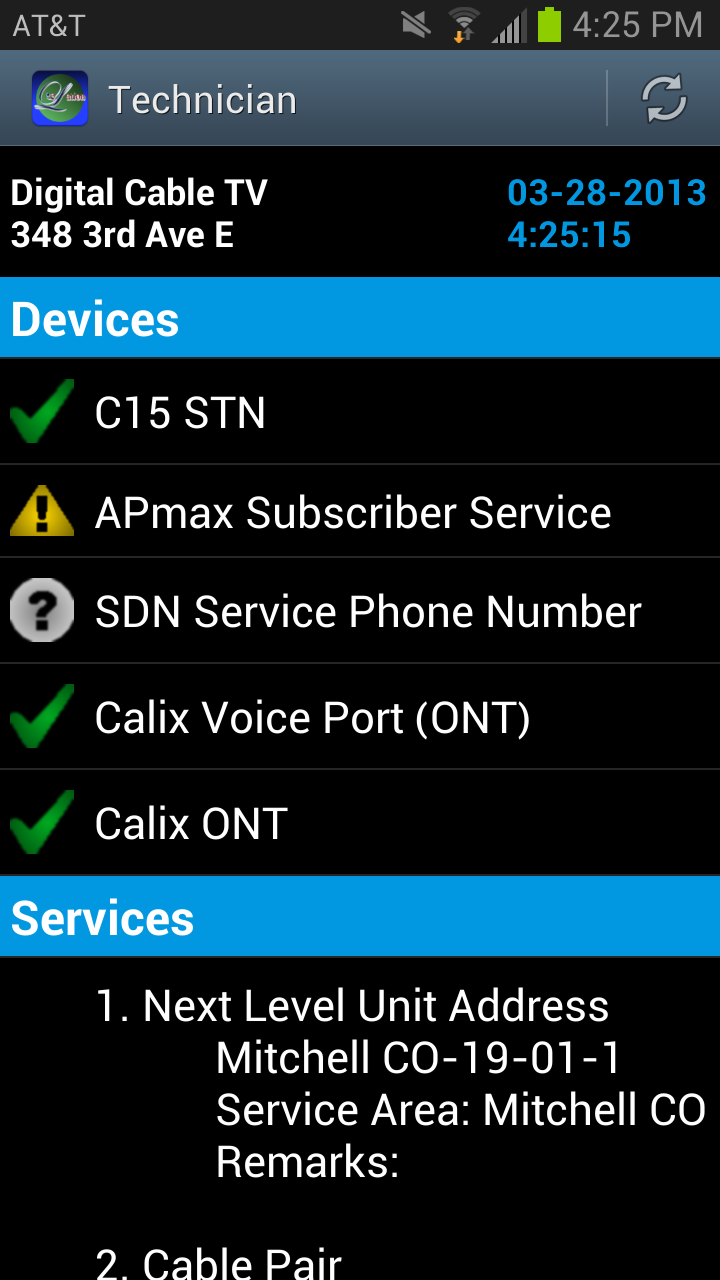 AT&T 4:25 PM
Technician
Digital Cable TV 03-28-2013
348 3rd Ave E 4:25:15
Devices
C15 STN
APmax Subscriber Service
SDN Service Phone Number
Calix Voice Port (ONT)
Calix ONT
Services
1. Next Level Unit Address
Mitchell CO-19-01-1
Service Area: Mitchell CO
Remarks:
2. Cable Pair